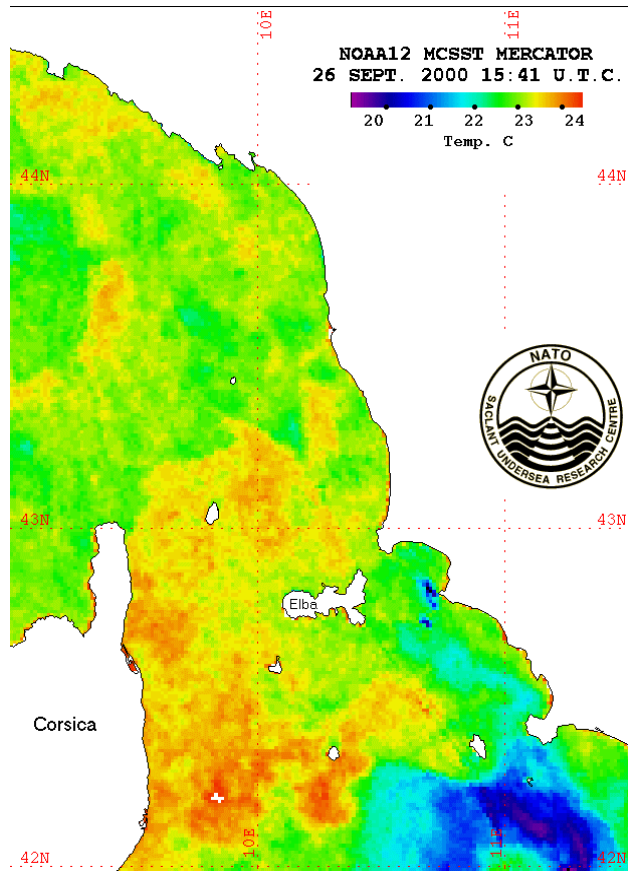 10E
11E
NOAA12 MCSST MERCATOR
26 SEPT. 2000 15:41 U.T.C.
20 21 22 23 24
Temp. C
44N
44N
NATO
SACLANT UNDERSEA RESEARCH CENTRE
43N
43N
Elba
Corsica
10E
11E
42N
42N